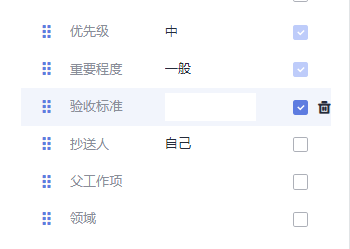 优先级 中
重要程度 一般
验收标准
抄送人 自己
父工作项
领域